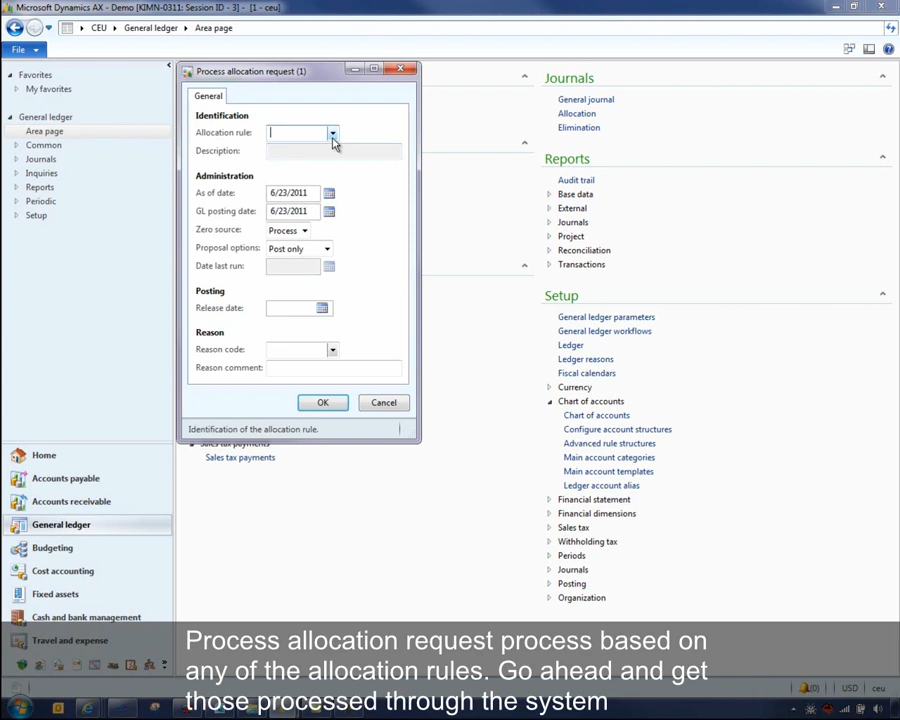 Microsoft Dynamics AX - Demo [KIMN-0311: Session ID - 3] - [1 - ceu]
CEU
General ledger
Area page
File
Favorites
My favorites
General ledger
Area page
Common
Journals
Inquiries
Reports
Periodic
Setup
Home
Accounts payable
Accounts receivable
General ledger
Budgeting
Cost accounting
Fixed assets
Cash and bank management
Travel and expense
Process allocation request (1)
General
Identification
Allocation rule:
Description:
Administration
As of date: 6/23/2011
GL posting date: 6/23/2011
Zero source: Process
Proposal options: Post only
Date last run:
Posting
Release date:
Reason
Reason code:
Reason comment:
OK Cancel
Identification of the allocation rule.
Sales tax payments
Sales tax payments
Journals
General journal
Allocation
Elimination
Reports
Audit trail
Base data
External
Journals
Project
Reconciliation
Transactions
Setup
General ledger parameters
General ledger workflows
Ledger
Ledger reasons
Fiscal calendars
Currency
Chart of accounts
Chart of accounts
Configure account structures
Advanced rule structures
Main account categories
Main account templates
Ledger account alias
Financial statement
Financial dimensions
Sales tax
Withholding tax
Periods
Journals
Posting
Organization
Process allocation request process based on
any of the allocation rules. Go ahead and get
those processed through the system
(0) USD ceu